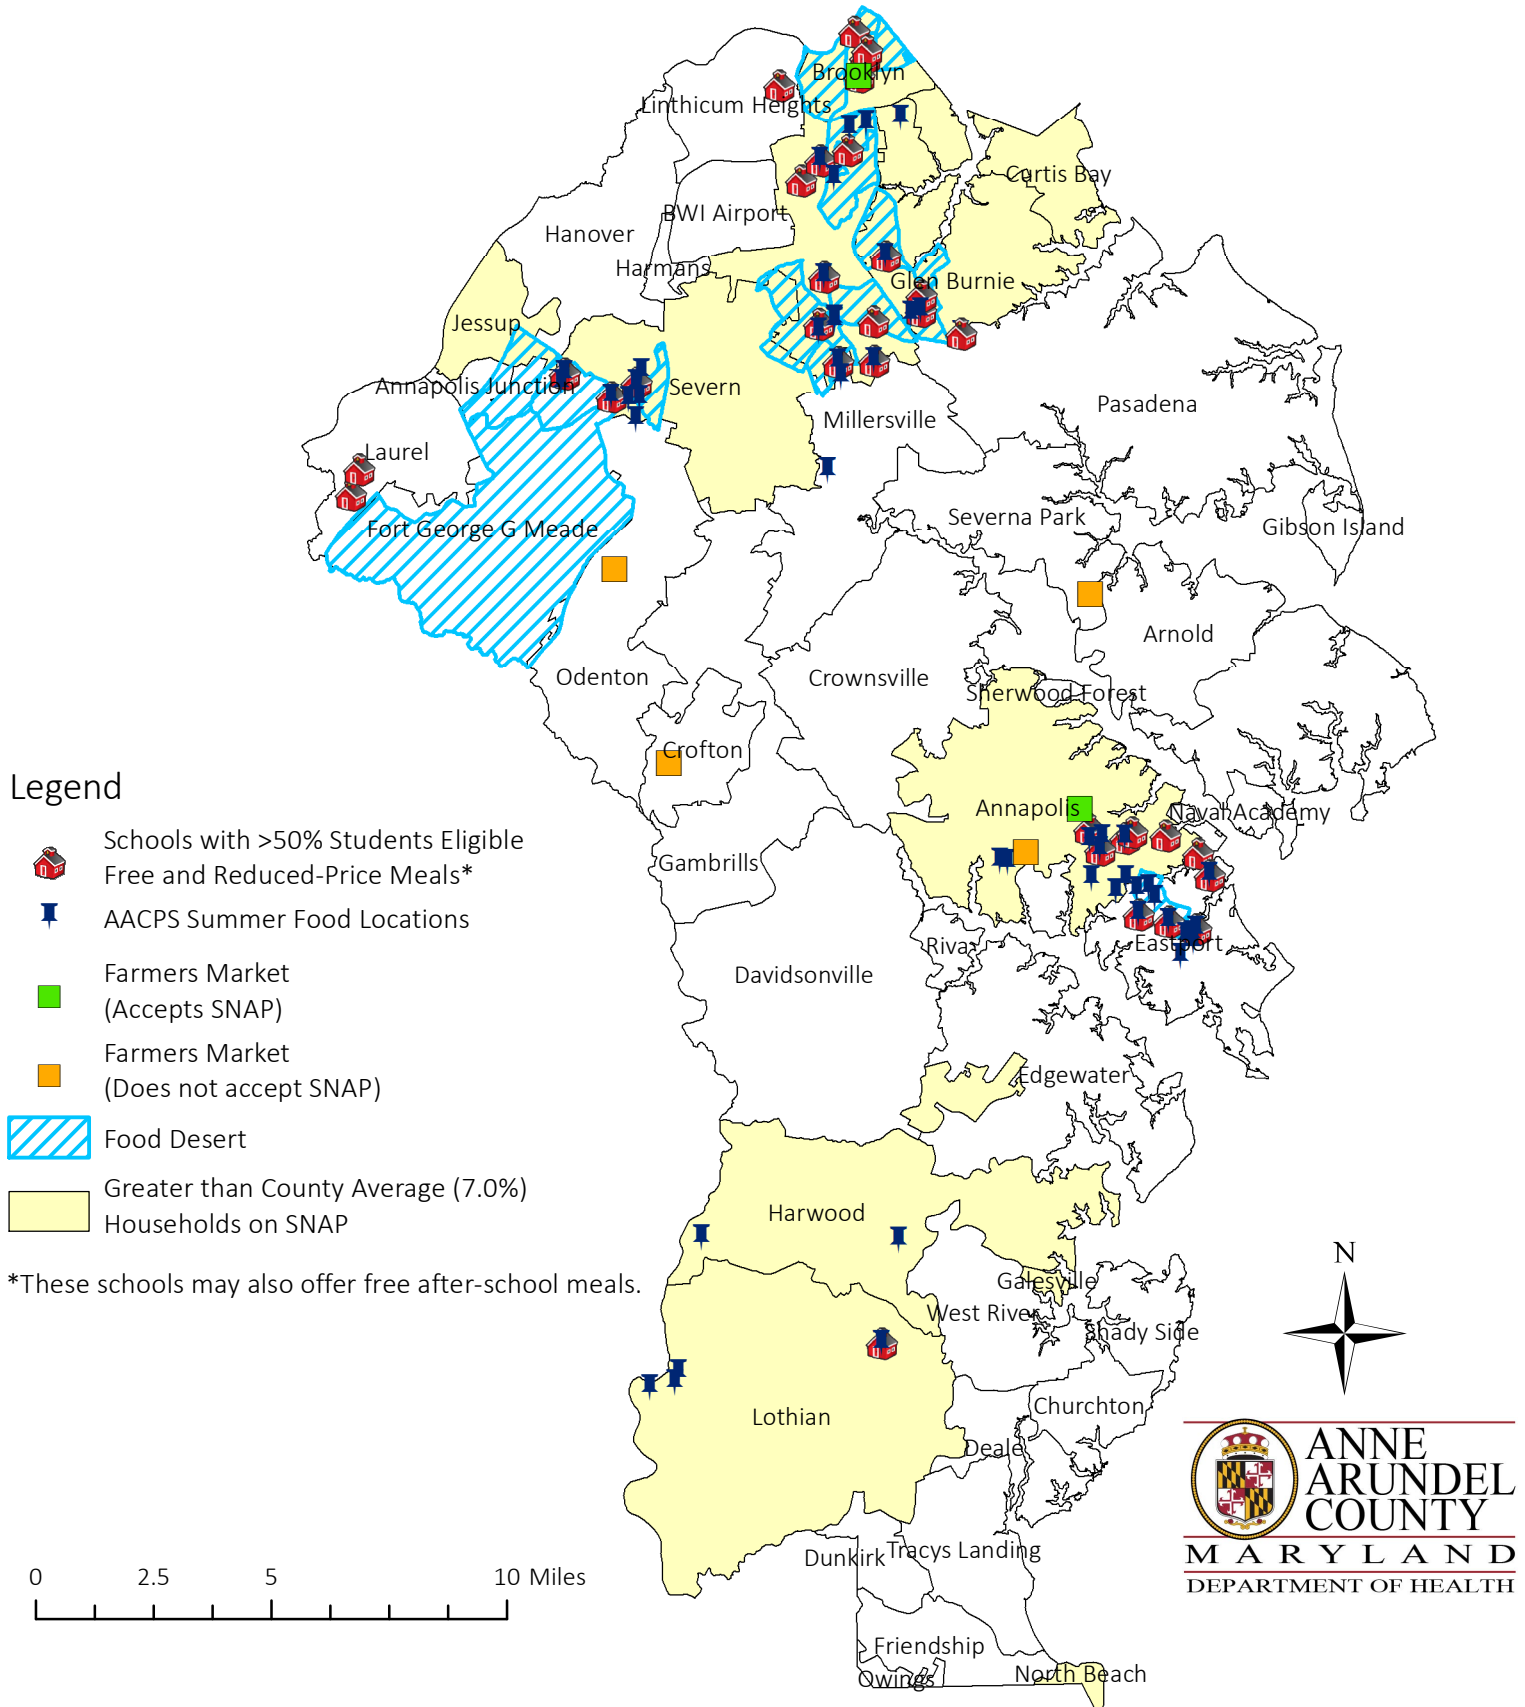 Brooklyn
Linthicum Heights
Curtis Bay
BWI Airport
Hanover
Harmans
Glen Burnie
Jessup
Annapolis Junction
Severn
Pasadena
Millersville
Laurel
Severna Park
Gibson Island
Fort George G Meade
Arnold
Odenton
Crownsville
Sherwood Forest
Crofton
Annapolis
Naval Academy
Gambrills
Riva
Eastport
Davidsonville
Edgewater
Harwood
Galesville
West River
Shady Side
Churchton
Lothian
Deale
Dunkirk
Tracys Landing
Friendship
Owings
North Beach
Legend
Schools with >50% Students Eligible
Free and Reduced-Price Meals*
AACPS Summer Food Locations
Farmers Market
(Accepts SNAP)
Farmers Market
(Does not accept SNAP)
Food Desert
Greater than County Average (7.0%)
Households on SNAP
*These schools may also offer free after-school meals.
N
0 2.5 5 10 Miles
ANNE
ARUNDEL
COUNTY
MARYLAND
DEPARTMENT OF HEALTH